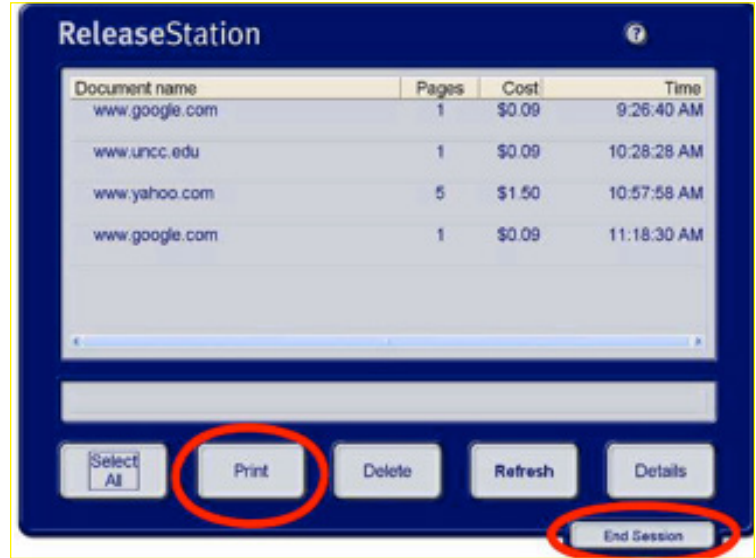 ReleaseStation ?
Document name Pages Cost Time
www.google.com 1 $0.09 9:26:40 AM
www.uncc.edu 1 $0.09 10:28:28 AM
www.yahoo.com 5 $1.50 10:57:58 AM
www.google.com 1 $0.09 11:18:30 AM
Select
All
Print Delete Refresh Details
End Session